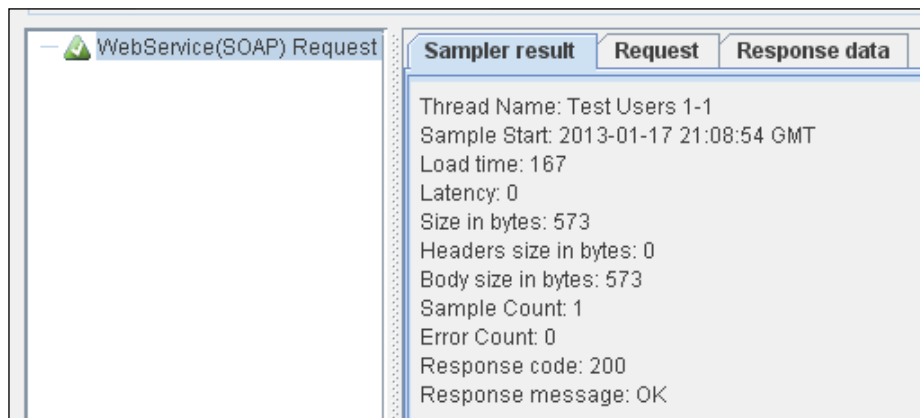 WebService(SOAP) Request
Sampler result Request Response data
Thread Name: Test Users 1-1
Sample Start: 2013-01-17 21:08:54 GMT
Load time: 167
Latency: 0
Size in bytes: 573
Headers size in bytes: 0
Body size in bytes: 573
Sample Count: 1
Error Count: 0
Response code: 200
Response message: OK